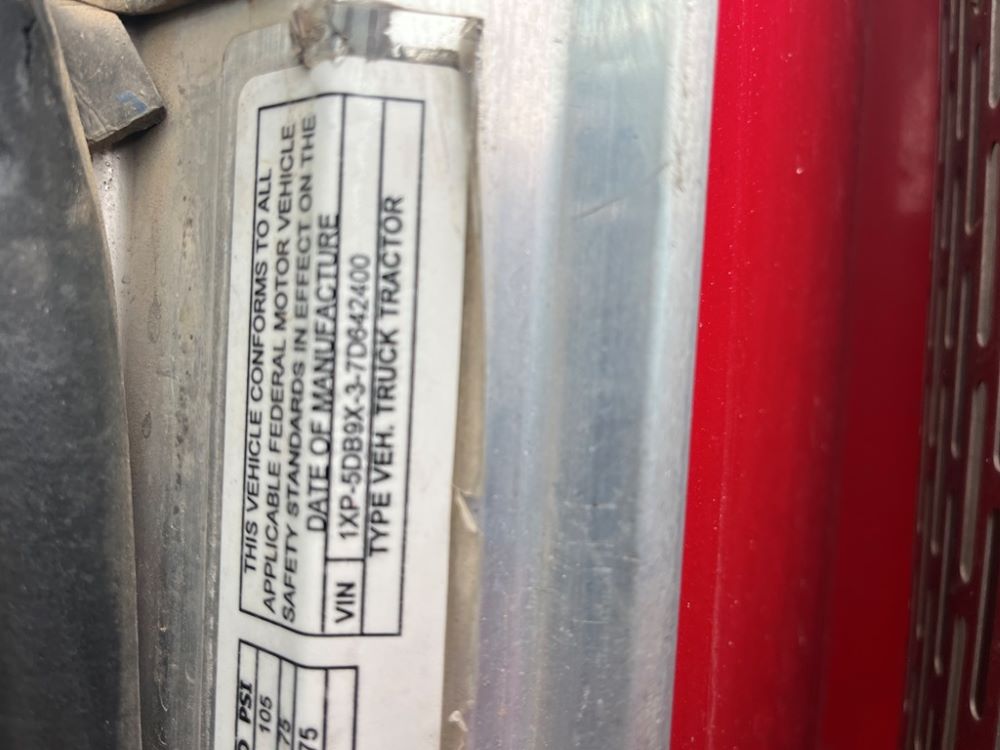 THIS VEHICLE CONFORMS TO ALL
APPLICABLE FEDERAL MOTOR VEHICLE
SAFETY STANDARDS IN EFFECT ON THE
DATE OF MANUFACTURE
VIN 1XP-5DB9X-3-7D642400
TYPE VEH. TRUCK TRACTOR
PSI
105
75
75